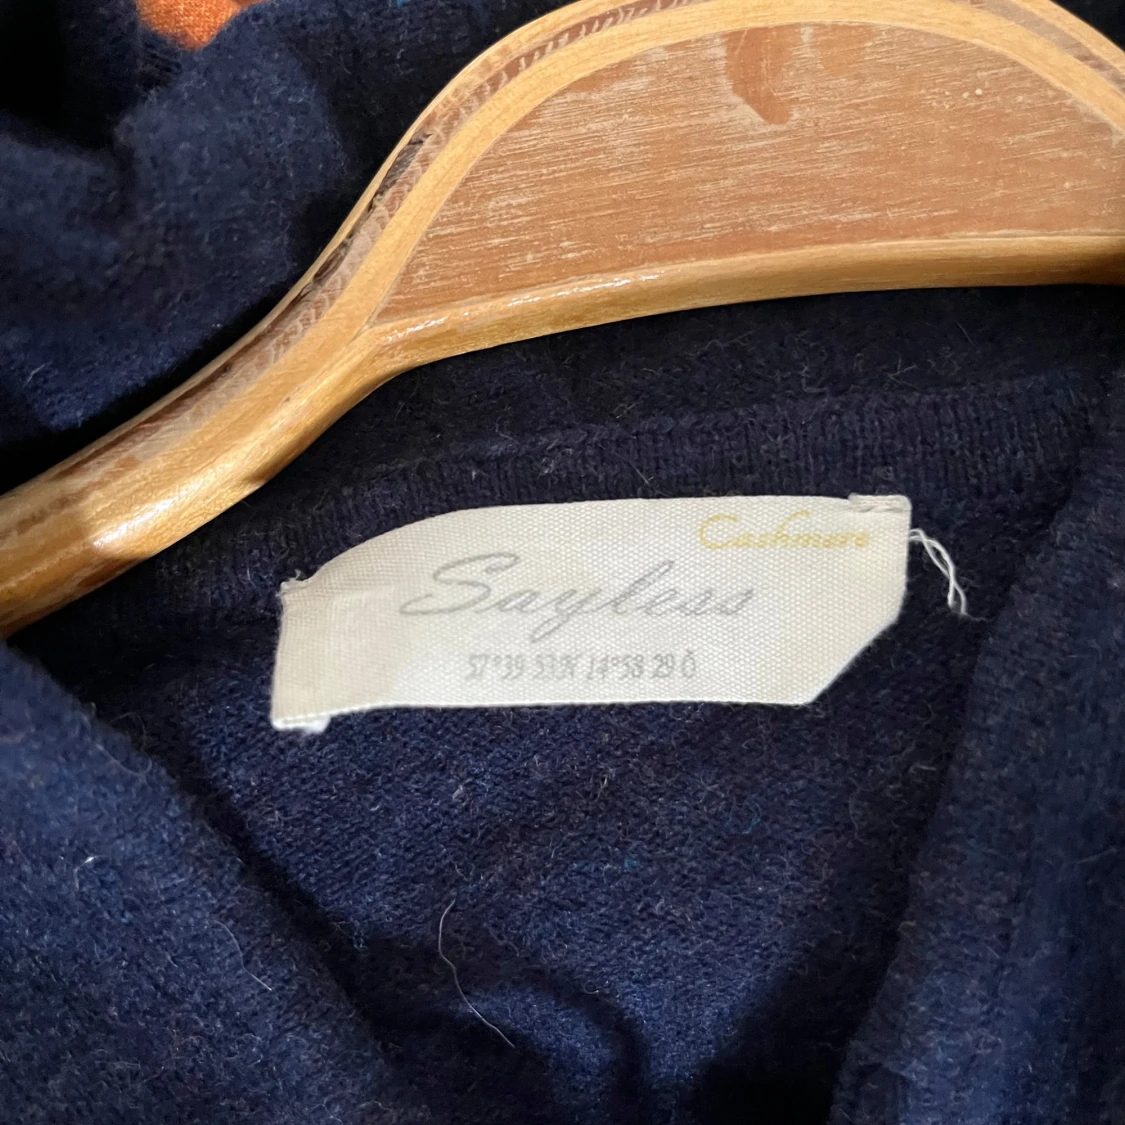 Cashmere
Sayless
57°39 53.N 14°58 29 Ö